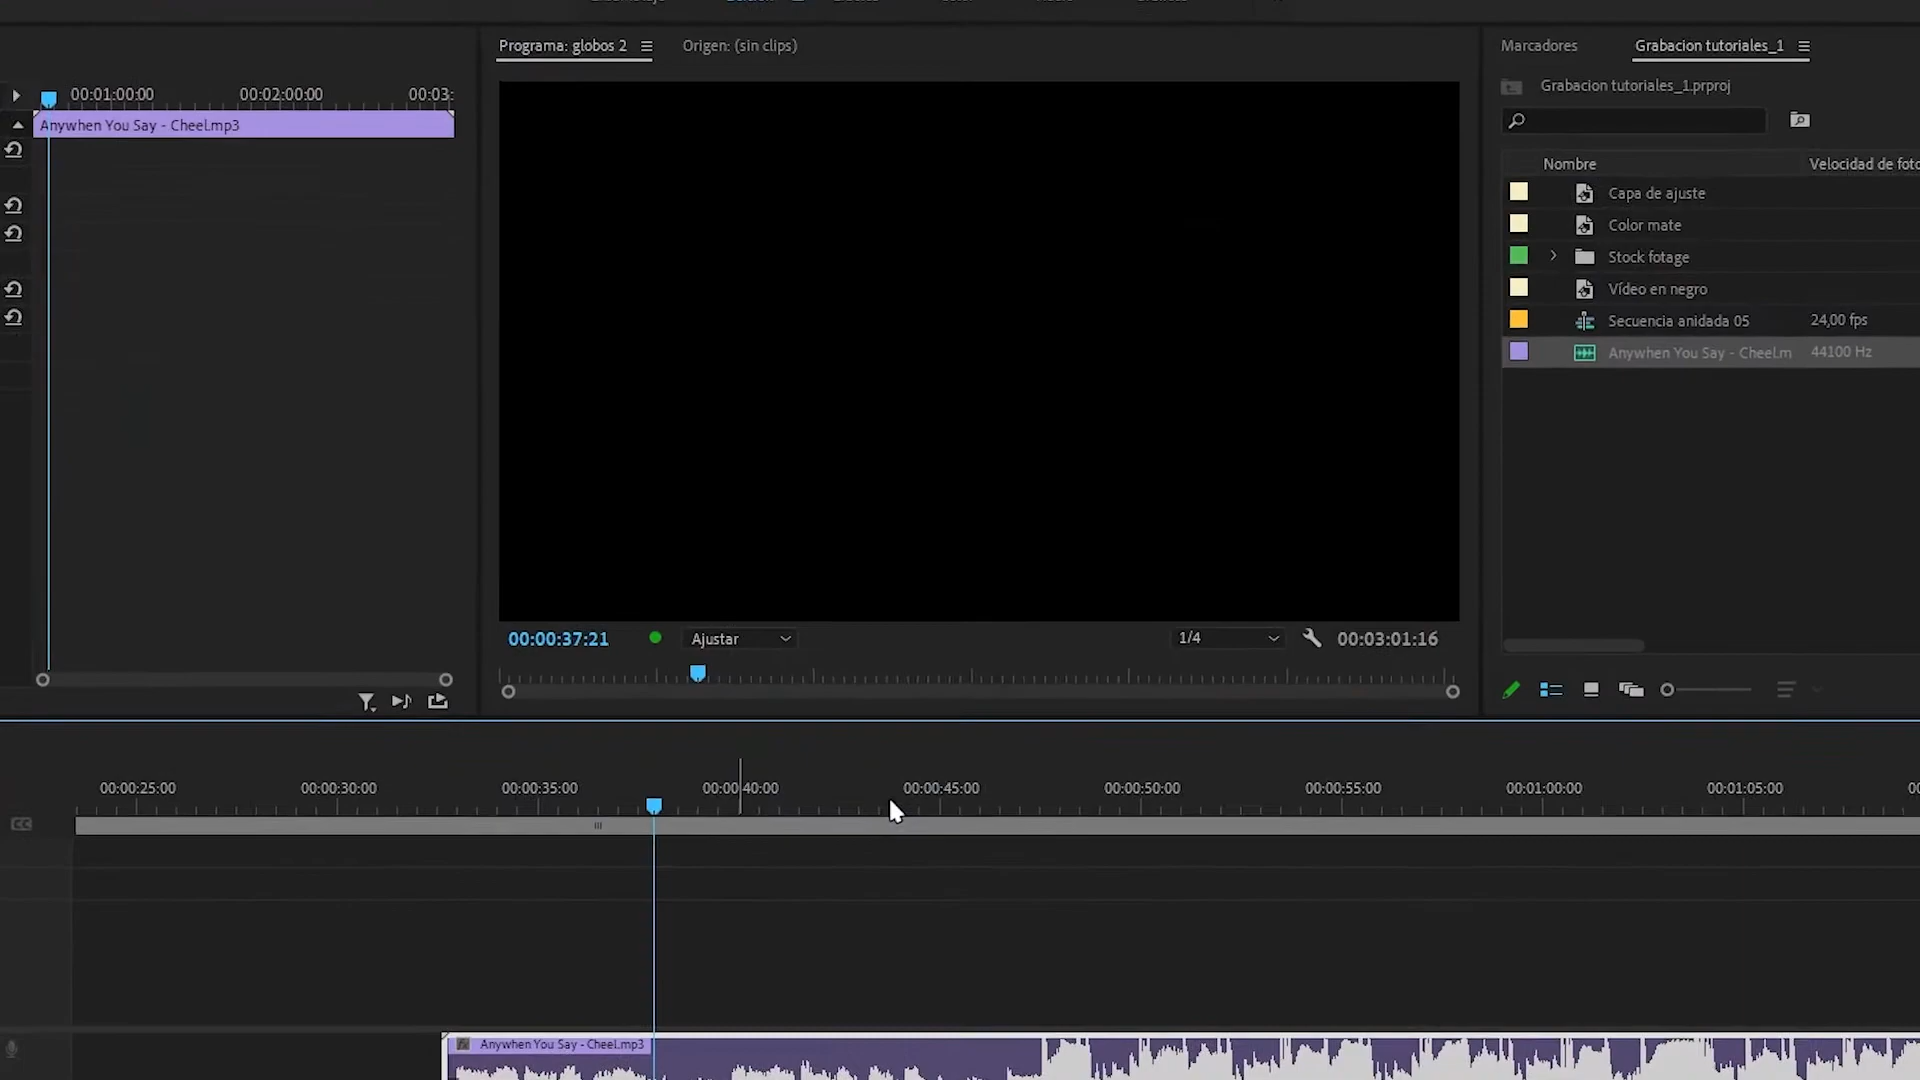 Edición
Programa: globos 2
Origen: (sin clips)
Marcadores
Grabacion tutoriales_1
Grabacion tutoriales_1.prproj
00:01:00:00
00:02:00:00
00:03:
Anywhen You Say - Cheel.mp3
Nombre
Velocidad de foto
Capa de ajuste
Color mate
Stock fotage
Vídeo en negro
Secuencia anidada 05
24,00 fps
Anywhen You Say - Cheel.m
44100 Hz
00:00:37:21
Ajustar
1/4
00:03:01:16
00:00:25:00
00:00:30:00
00:00:35:00
00:00:40:00
00:00:45:00
00:00:50:00
00:00:55:00
00:01:00:00
00:01:05:00
CC
fx
Anywhen You Say - Cheel.mp3